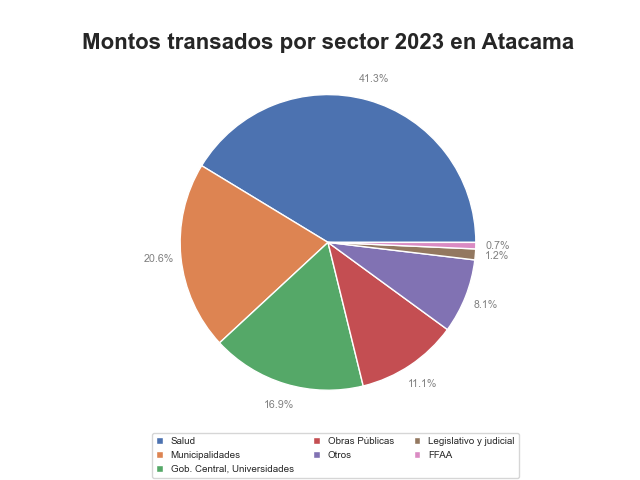 Montos transados por sector 2023 en Atacama
41.3%
20.6%
0.7%
1.2%
8.1%
11.1%
16.9%
Salud
Municipalidades
Gob. Central, Universidades
Obras Públicas
Otros
Legislativo y judicial
FFAA